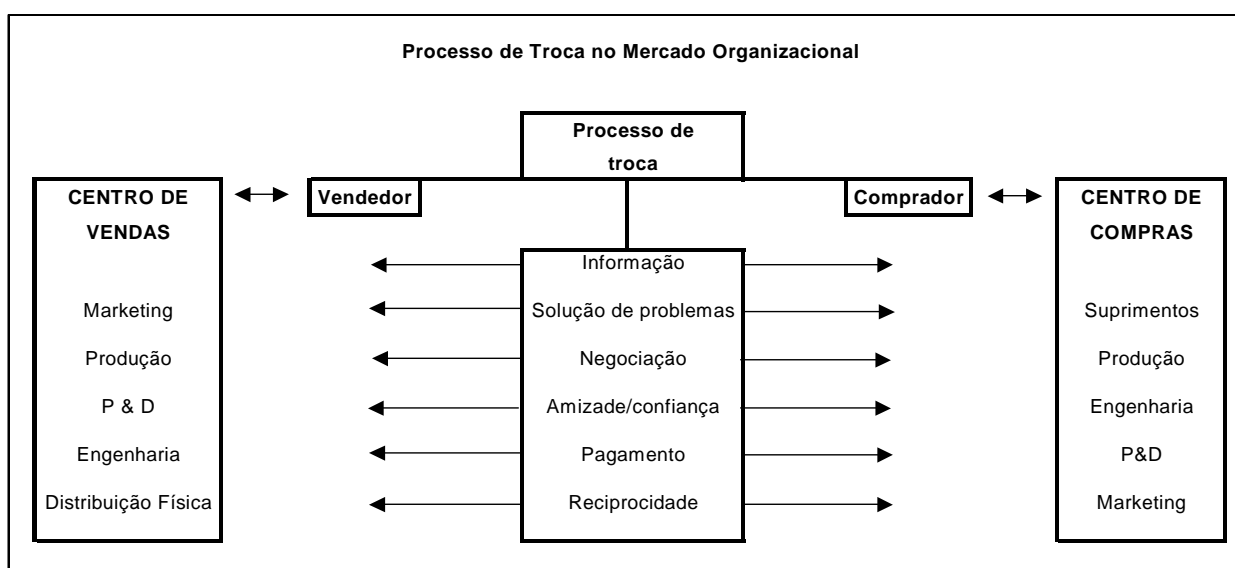 Processo de Troca no Mercado Organizacional
Processo de
troca
CENTRO DE
VENDAS
Marketing
Produção
P & D
Engenharia
Distribuição Física
Vendedor
Comprador
Informação
Solução de problemas
Negociação
Amizade/confiança
Pagamento
Reciprocidade
CENTRO DE
COMPRAS
Suprimentos
Produção
Engenharia
P&D
Marketing